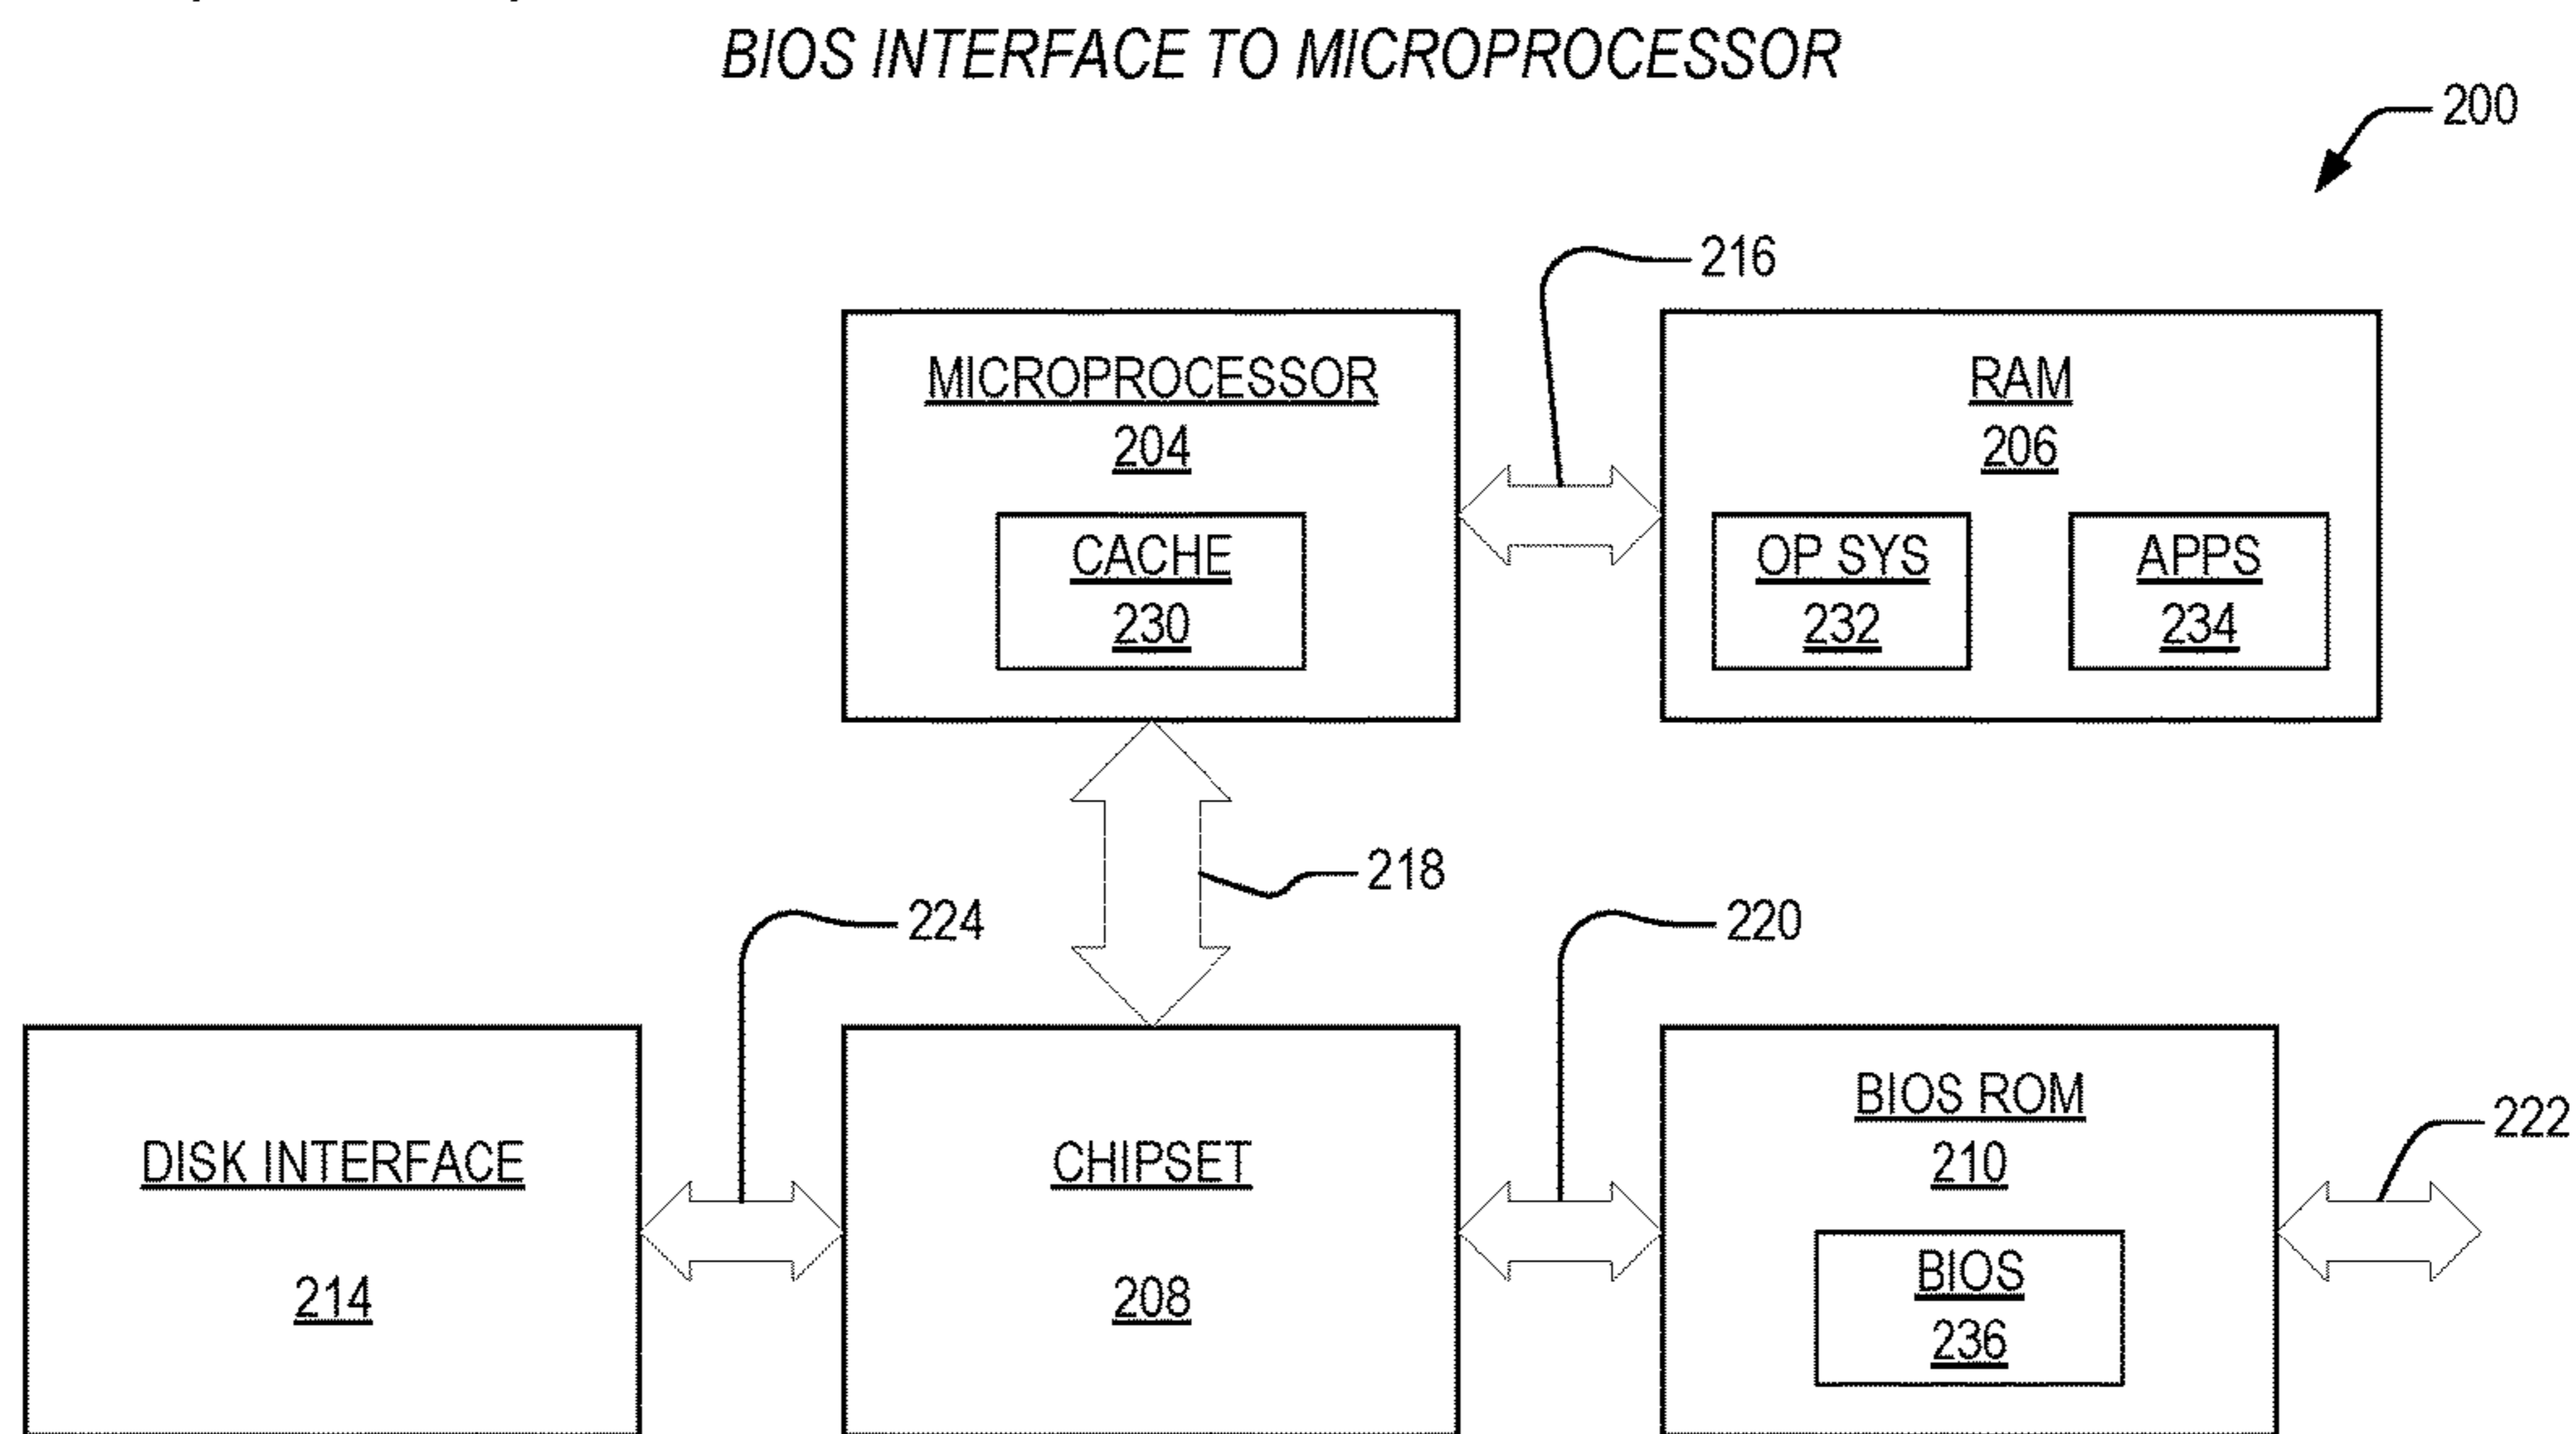 BIOS INTERFACE TO MICROPROCESSOR
200
216
MICROPROCESSOR
204
CACHE
230
RAM
206
OP SYS
232
APPS
234
218
224
220
222
DISK INTERFACE
214
CHIPSET
208
BIOS ROM
210
BIOS
236